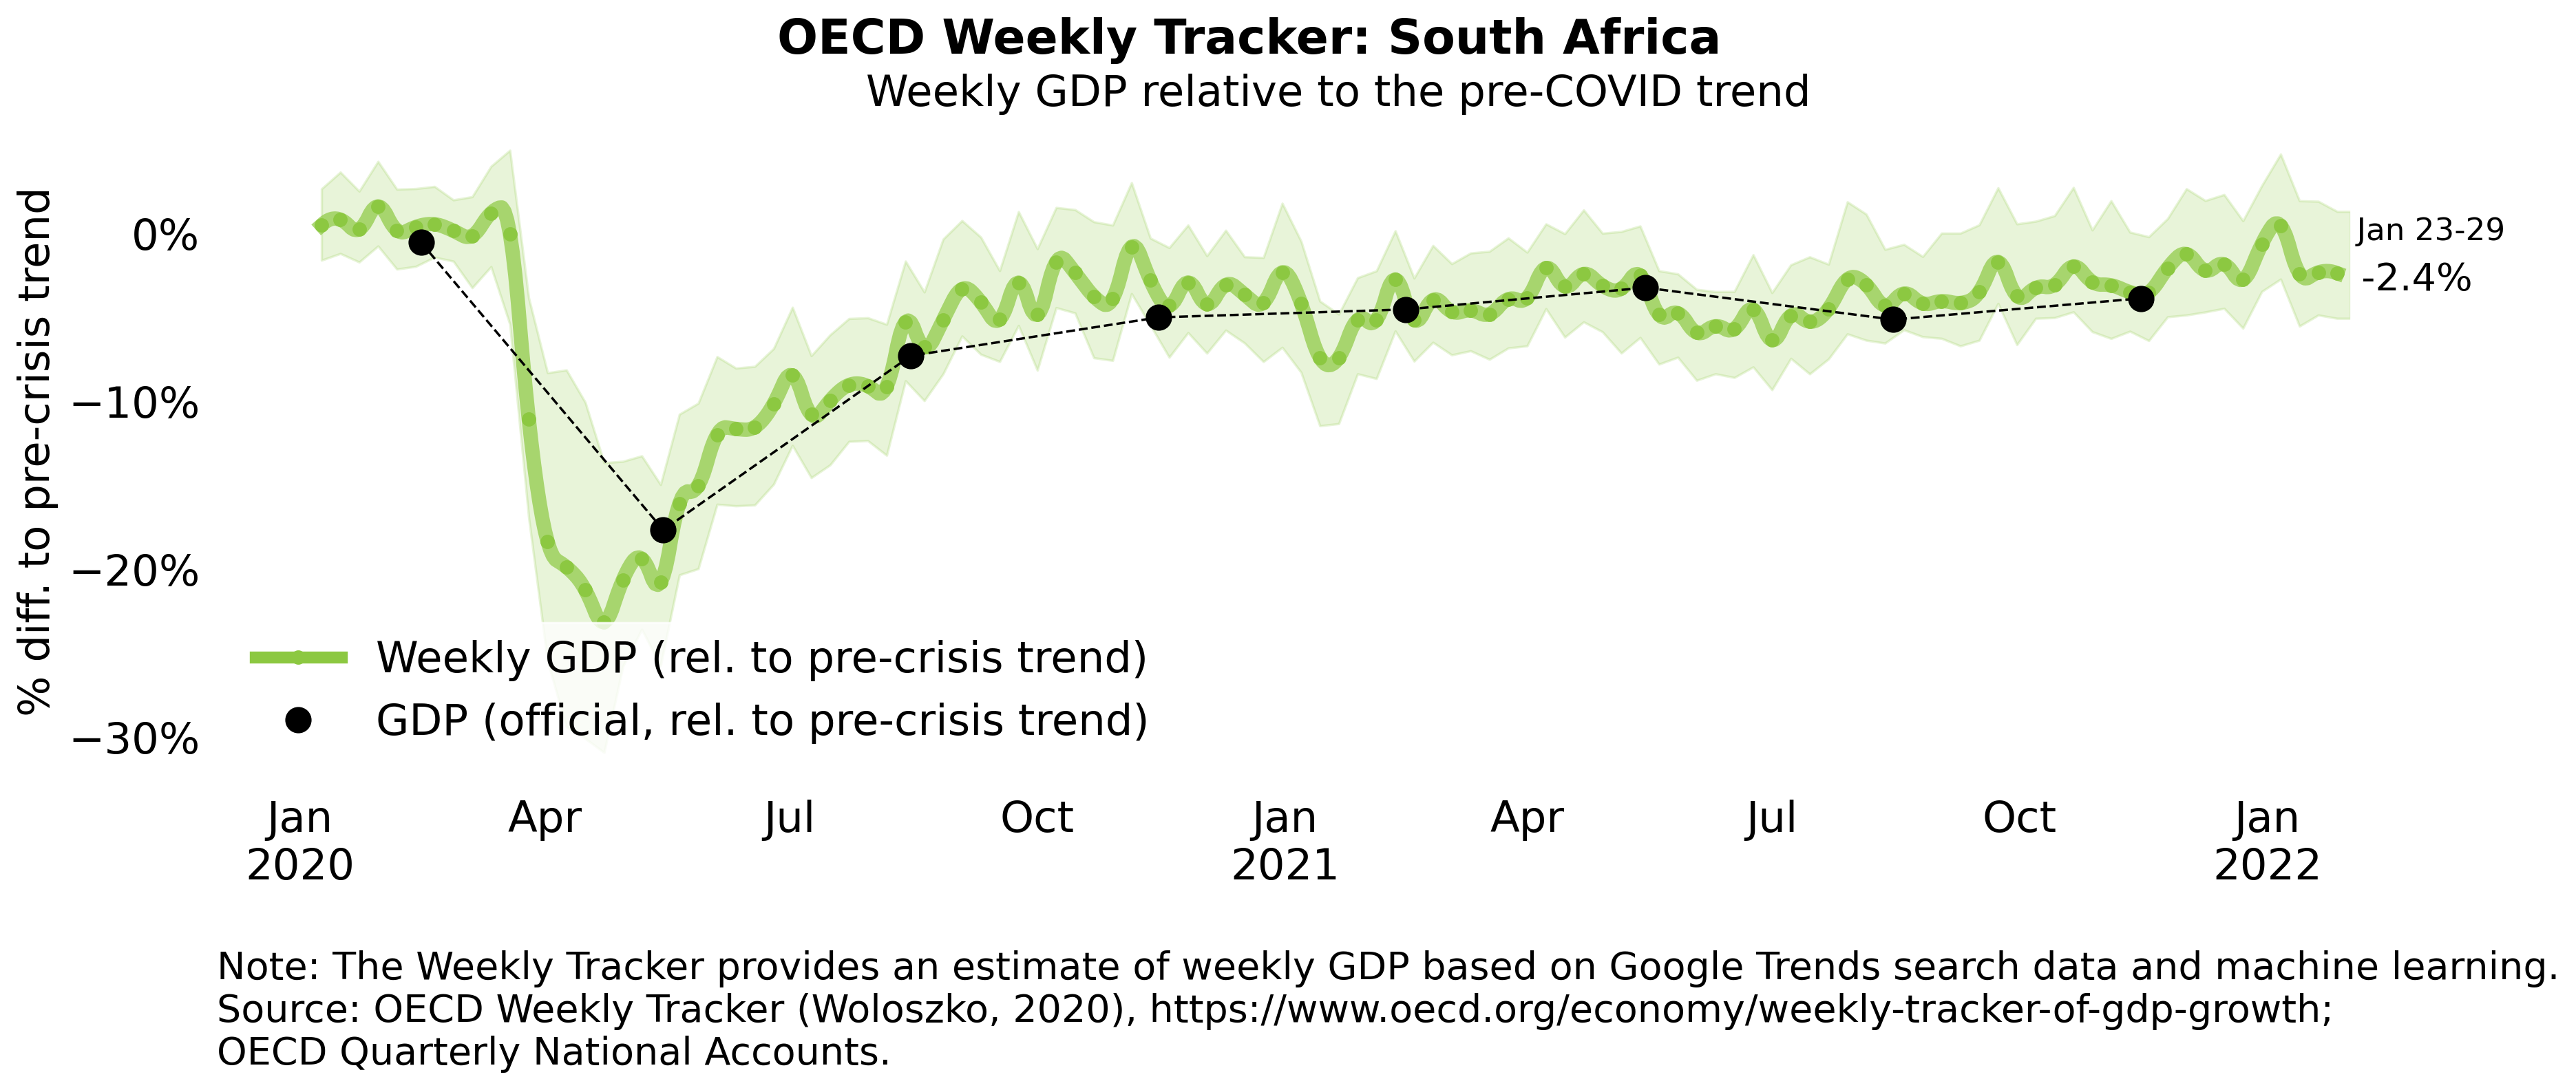 OECD Weekly Tracker: South Africa
Weekly GDP relative to the pre-COVID trend
% diff. to pre-crisis trend
0%
−10%
−20%
−30%
Jan 23-29
-2.4%
Weekly GDP (rel. to pre-crisis trend)
GDP (official, rel. to pre-crisis trend)
Jan Apr Jul Oct Jan Apr Jul Oct Jan
2020 2021 2022
Note: The Weekly Tracker provides an estimate of weekly GDP based on Google Trends search data and machine learning.
Source: OECD Weekly Tracker (Woloszko, 2020), https://www.oecd.org/economy/weekly-tracker-of-gdp-growth;
OECD Quarterly National Accounts.